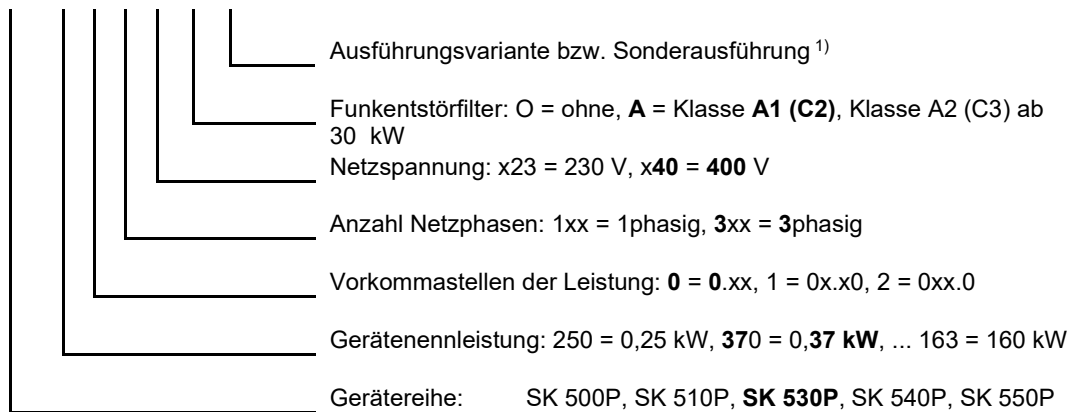 Ausführungsvariante bzw. Sonderausführung 1)
Funkentstörfilter: O = ohne, A = Klasse A1 (C2), Klasse A2 (C3) ab
30 kW
Netzspannung: x23 = 230 V, x40 = 400 V
Anzahl Netzphasen: 1xx = 1phasig, 3xx = 3phasig
Vorkommastellen der Leistung: 0 = 0.xx, 1 = 0x.x0, 2 = 0xx.0
Gerätenennleistung: 250 = 0,25 kW, 370 = 0,37 kW, ... 163 = 160 kW
Gerätereihe: SK 500P, SK 510P, SK 530P, SK 540P, SK 550P